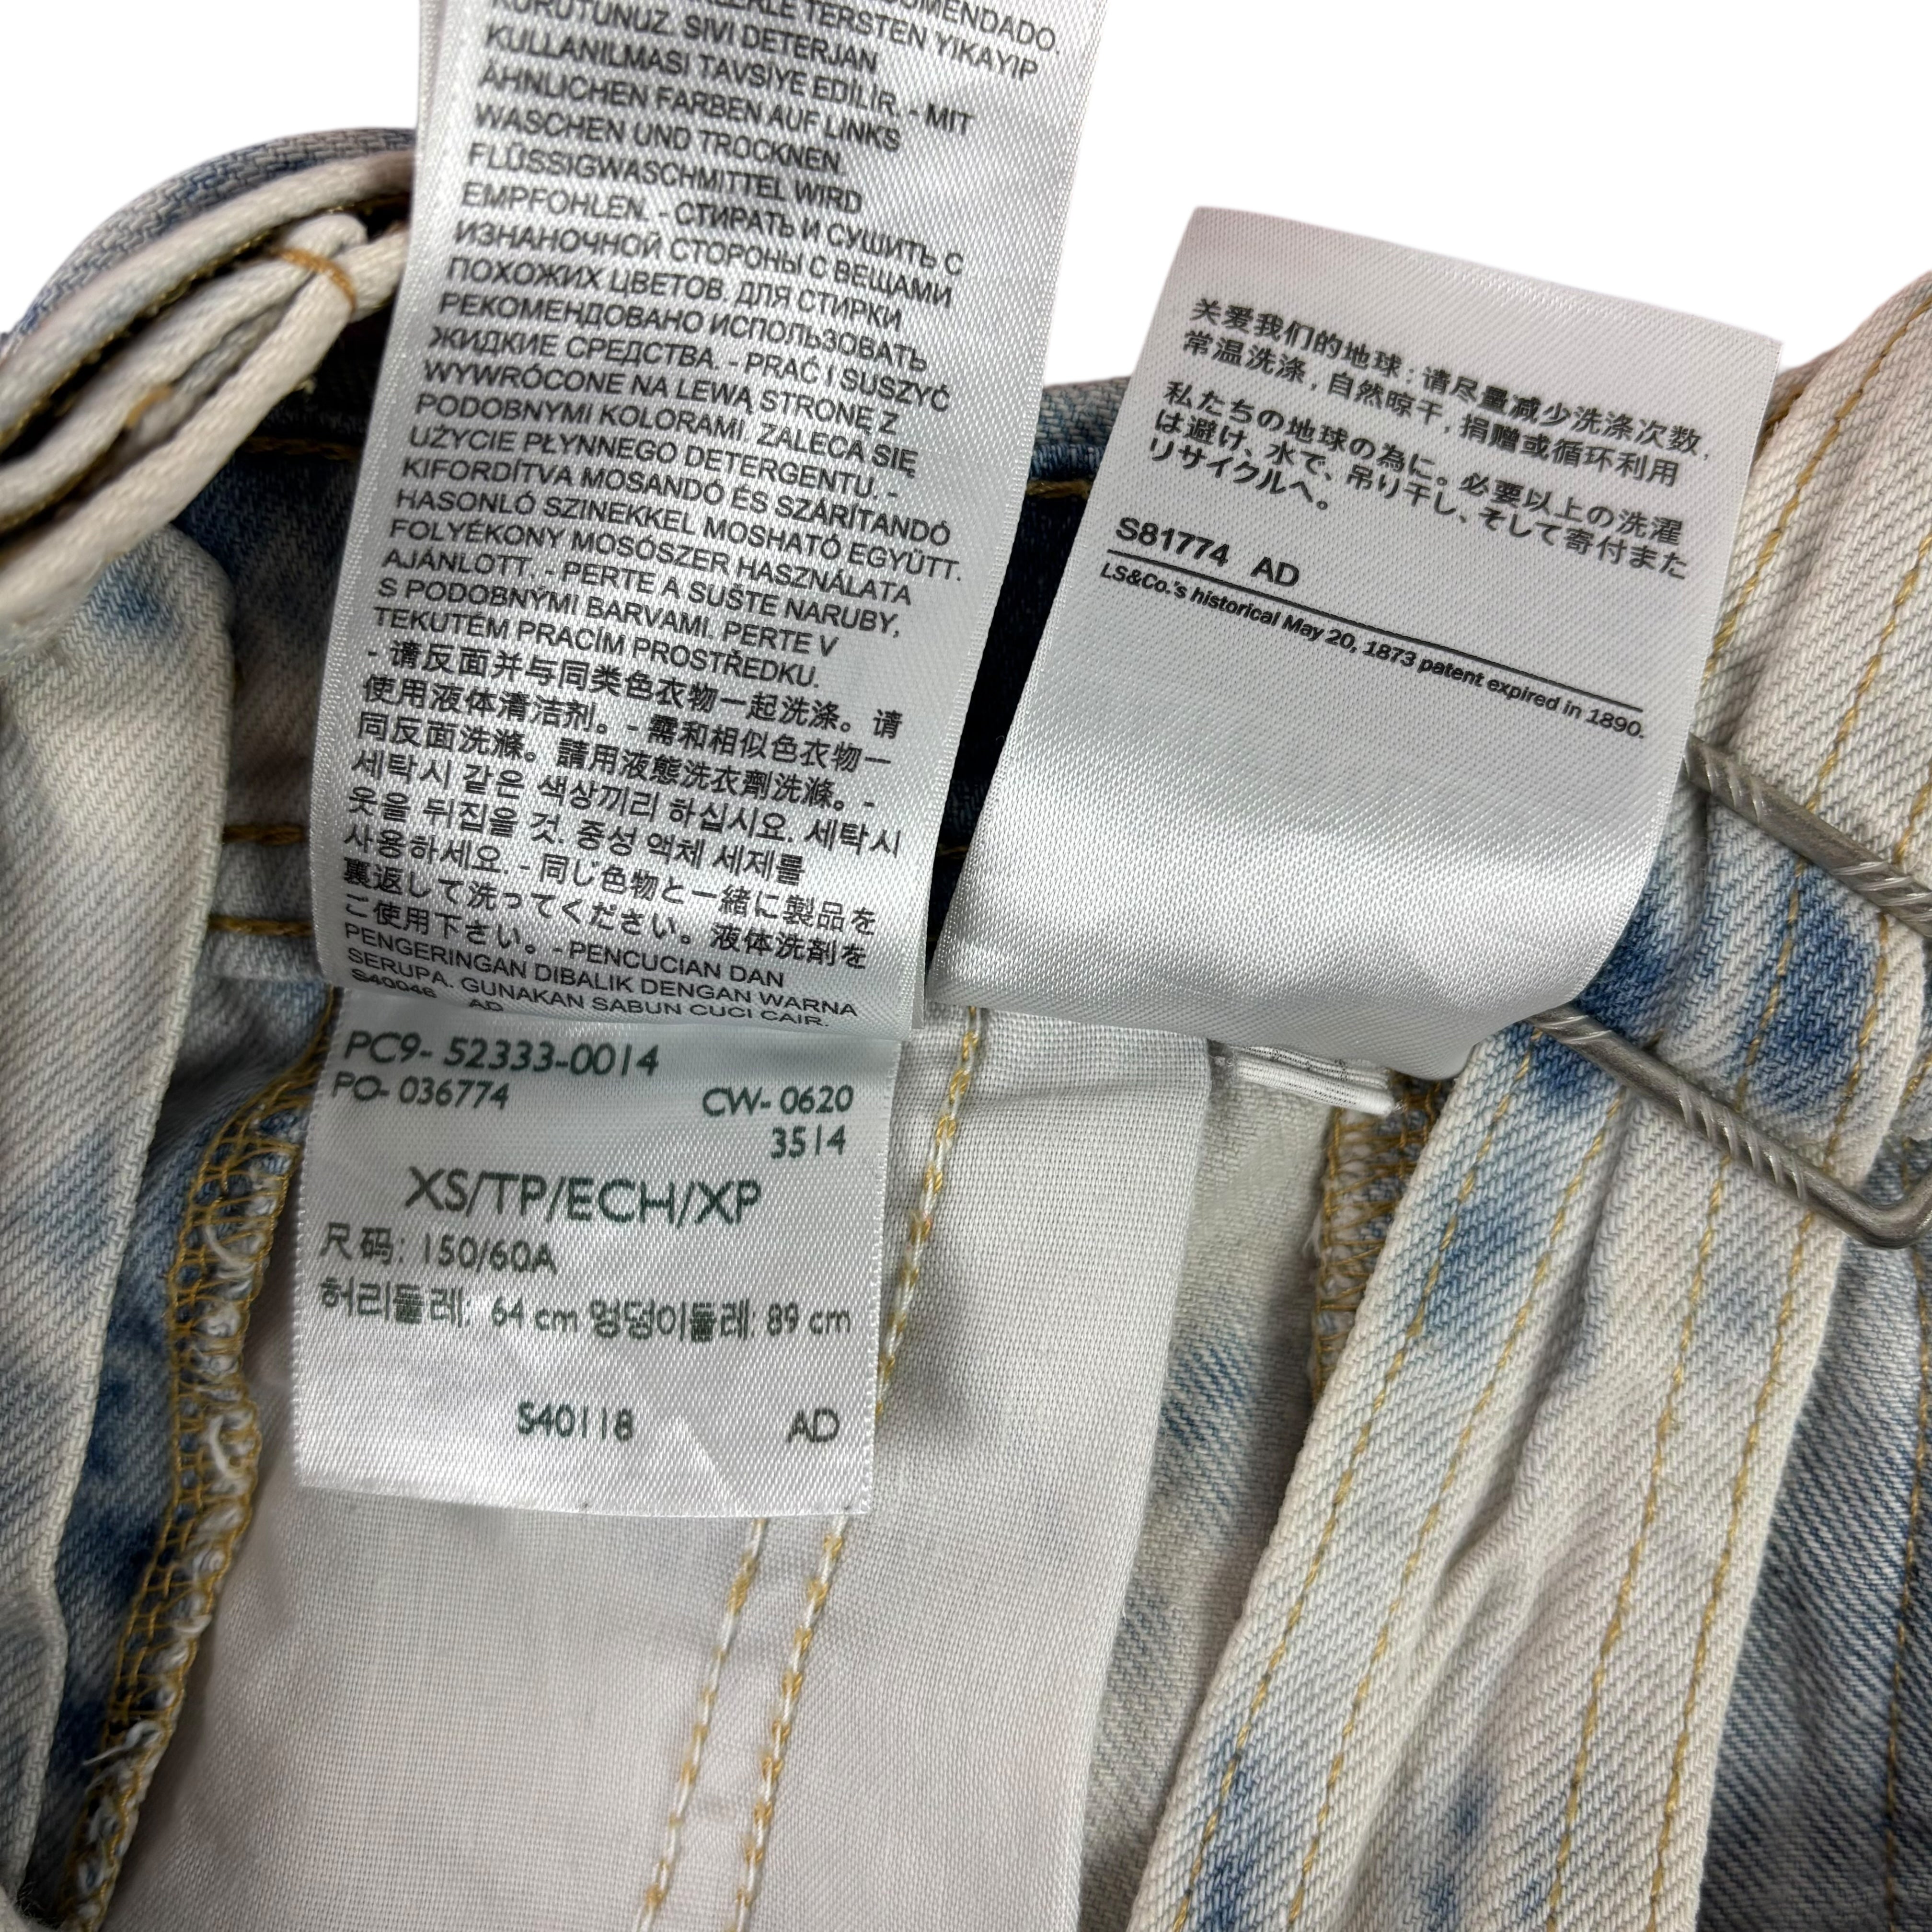 OMENDADO.
ERLE TERSTEN YIKAYIP
KURUTUNUZ. SIVI DETERJAN
KULLANILMASI TAVSİYE EDİLİR. - MIT
ÄHNLICHEN FARBEN AUF LINKS
WASCHEN UND TROCKNEN.
FLÜSSIGWASCHMITTEL WIRD
EMPFOHLEN. - СТИРАТЬ И СУШИТЬ С
ИЗНАНОЧНОЙ СТОРОНЫ С ВЕЩАМИ
ПОХОЖИХ ЦВЕТОВ. ДЛЯ СТИРКИ
РЕКОМЕНДОВАНО ИСПОЛЬЗОВАТЬ
ЖИДКИЕ СРЕДСТВА. - PRAĆ I SUSZYĆ
WYWRÓCONE NA LEWĄ STRONĘ Z
PODOBNYMI KOLORAMI. ZALECA SIĘ
UŻYCIE PŁYNNEGO DETERGENTU. -
KIFORDÍTVA MOSANDÓ ÉS SZÁRÍTANDÓ
HASONLÓ SZINEKKEL MOSHATÓ EGYÜTT.
FOLYÉKONY MOSÓSZER HASZNÁLATA
AJÁNLOTT. - PERTE A SUŠTE NARUBY,
S PODOBNÝMI BARVAMI. PERTE V
TEKUTÉM PRACÍM PROSTŘEDKU.
- 请反面并与同类色衣物一起洗涤。请
使用液体清洁剂。- 需和相似色衣物一
同反面洗滌。請用液態洗衣劑洗滌。-
세탁시 같은 색상끼리 하십시요. 세탁시
옷을 뒤집을 것. 중성 액체 세제를
사용하세요. - 同じ色物と一緒に製品を
裏返して洗ってください。液体洗剤を
ご使用下さい。- PENCUCIAN DAN
PENGERINGAN DIBALIK DENGAN WARNA
SERUPA. GUNAKAN SABUN CUCI CAIR.
S40046 AD
PC9- 52333-0014
PO- 036774 CW- 0620
3514
XS/TP/ECH/XP
尺码: 150/60A
허리둘레: 64 cm 엉덩이둘레: 89 cm
S40118 AD
关爱我们的地球: 请尽量减少洗涤次数,
常温洗涤, 自然晾干, 捐赠或循环利用
私たちの地球の為に。必要以上の洗濯
は避け、水で、吊り干し、そして寄付また
リサイクルへ。
S81774 AD
LS&Co.'s historical May 20, 1873 patent expired in 1890.